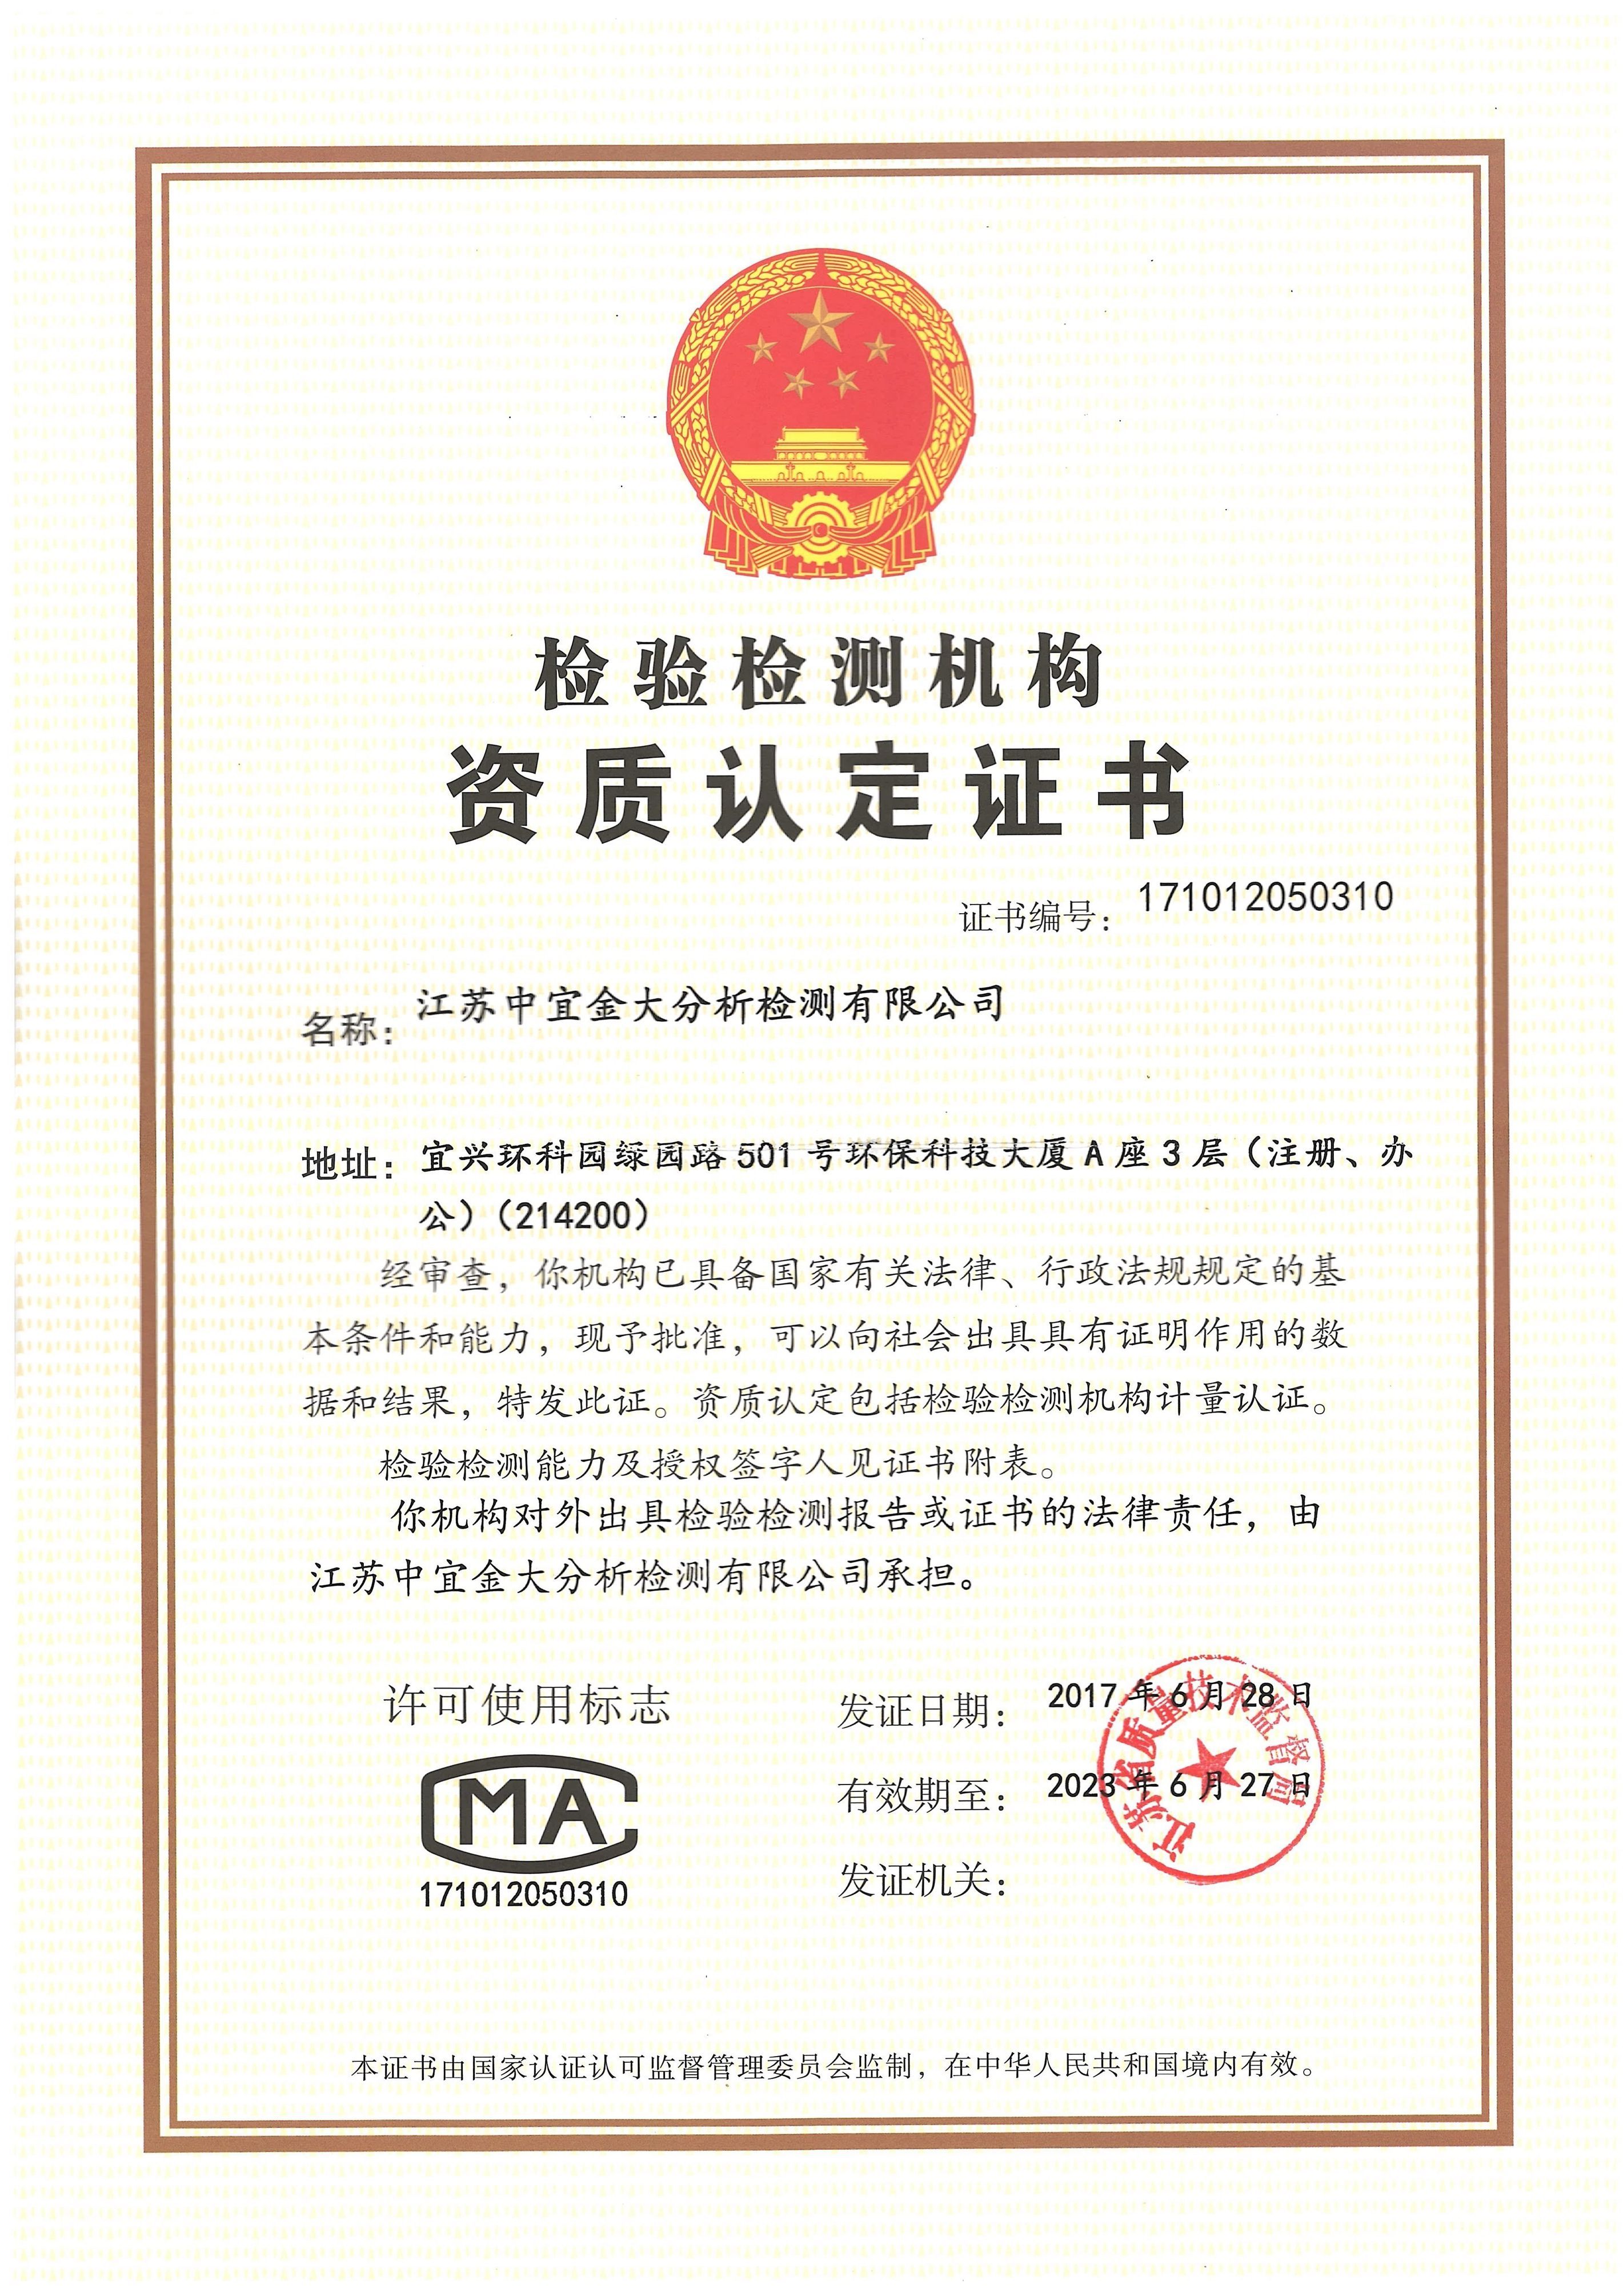 检验检测机构
资质认定证书
证书编号：171012050310
名称：江苏中宜金大分析检测有限公司
地址：宜兴环科园绿园路501号环保科技大厦A座3层（注册、办
公）（214200）
经审查，你机构已具备国家有关法律、行政法规规定的基
本条件和能力，现予批准，可以向社会出具具有证明作用的数
据和结果，特发此证。资质认定包括检验检测机构计量认证。
检验检测能力及授权签字人见证书附表。
你机构对外出具检验检测报告或证书的法律责任，由
江苏中宜金大分析检测有限公司承担。
许可使用标志
MA
171012050310
发证日期：2017年6月28日
有效期至：2023年6月27日
发证机关：
江苏省质量技术监督局
本证书由国家认证认可监督管理委员会监制，在中华人民共和国境内有效。